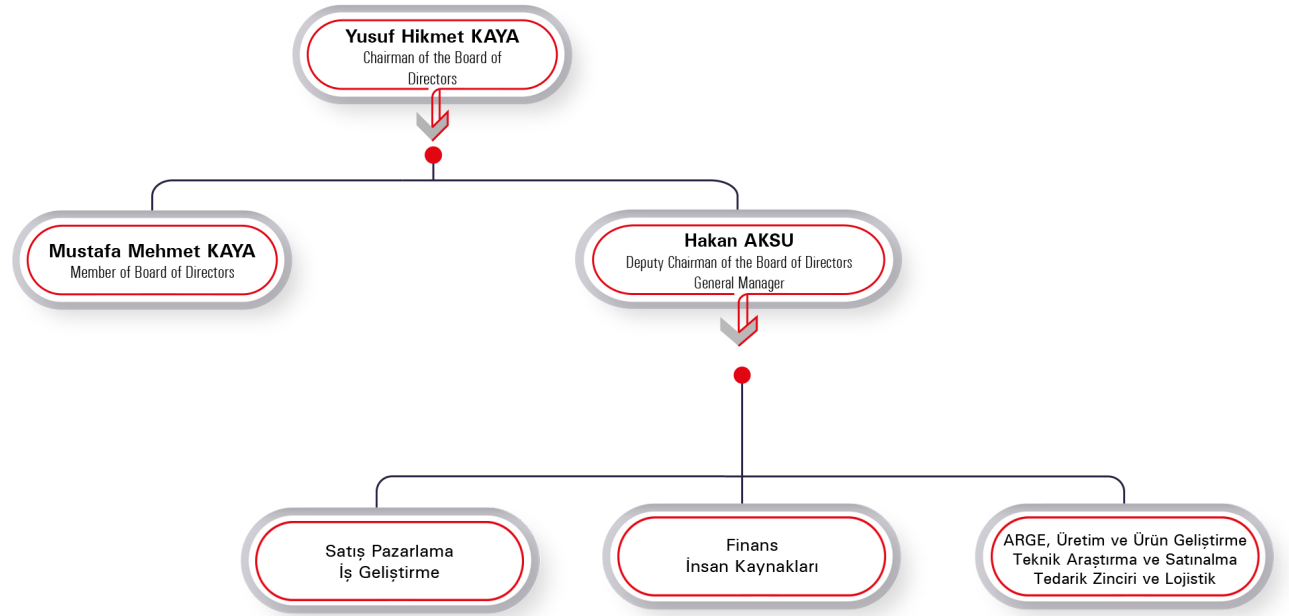 Yusuf Hikmet KAYA
Chairman of the Board of
Directors
Mustafa Mehmet KAYA
Member of Board of Directors
Hakan AKSU
Deputy Chairman of the Board of Directors
General Manager
Satış Pazarlama
İş Geliştirme
Finans
İnsan Kaynakları
ARGE, Üretim ve Ürün Geliştirme
Teknik Araştırma ve Satınalma
Tedarik Zinciri ve Lojistik